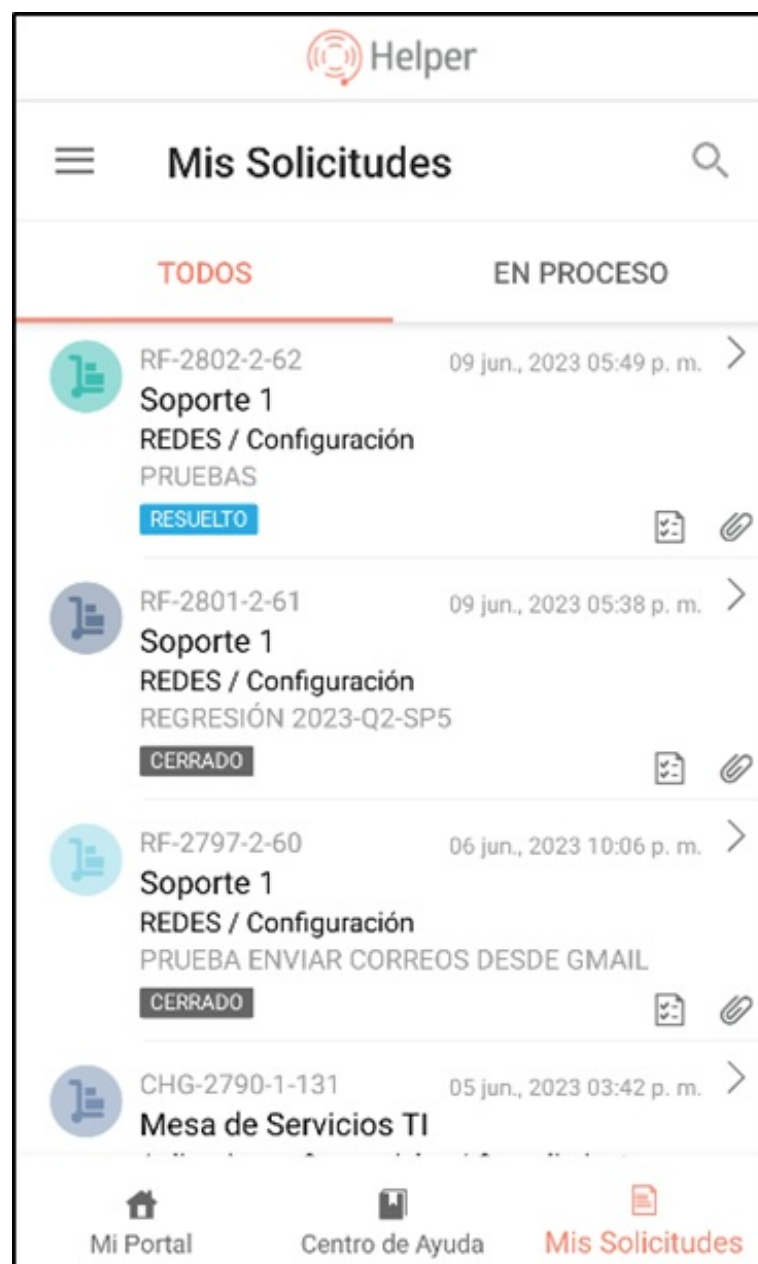 Helper
Mis Solicitudes
TODOS
EN PROCESO
RF-2802-2-62
09 jun., 2023 05:49 p. m.
Soporte 1
REDES / Configuración
PRUEBAS
RESUELTO
RF-2801-2-61
09 jun., 2023 05:38 p. m.
Soporte 1
REDES / Configuración
REGRESIÓN 2023-Q2-SP5
CERRADO
RF-2797-2-60
06 jun., 2023 10:06 p. m.
Soporte 1
REDES / Configuración
PRUEBA ENVIAR CORREOS DESDE GMAIL
CERRADO
CHG-2790-1-131
05 jun., 2023 03:42 p. m.
Mesa de Servicios TI
Mi Portal
Centro de Ayuda
Mis Solicitudes